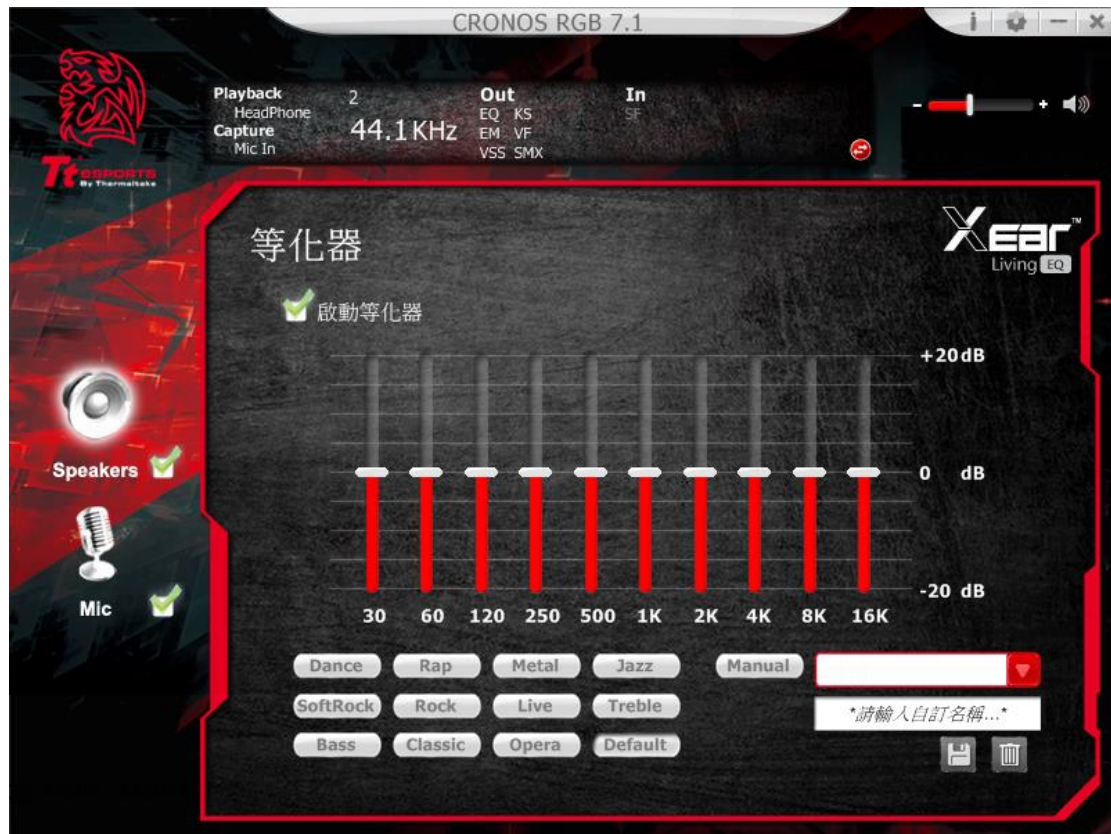 CRONOS RGB 7.1
Playback 2 Out In
HeadPhone EQ KS SF
Capture 44.1KHz EM VF
Mic In VSS SMX
- +
Tt eSPORTS
By Thermaltake
Xear™
Living EQ
等化器
啟動等化器
+20dB
Speakers
0 dB
Mic
-20 dB
30 60 120 250 500 1K 2K 4K 8K 16K
Dance Rap Metal Jazz Manual
SoftRock Rock Live Treble *請輸入自訂名稱...*
Bass Classic Opera Default